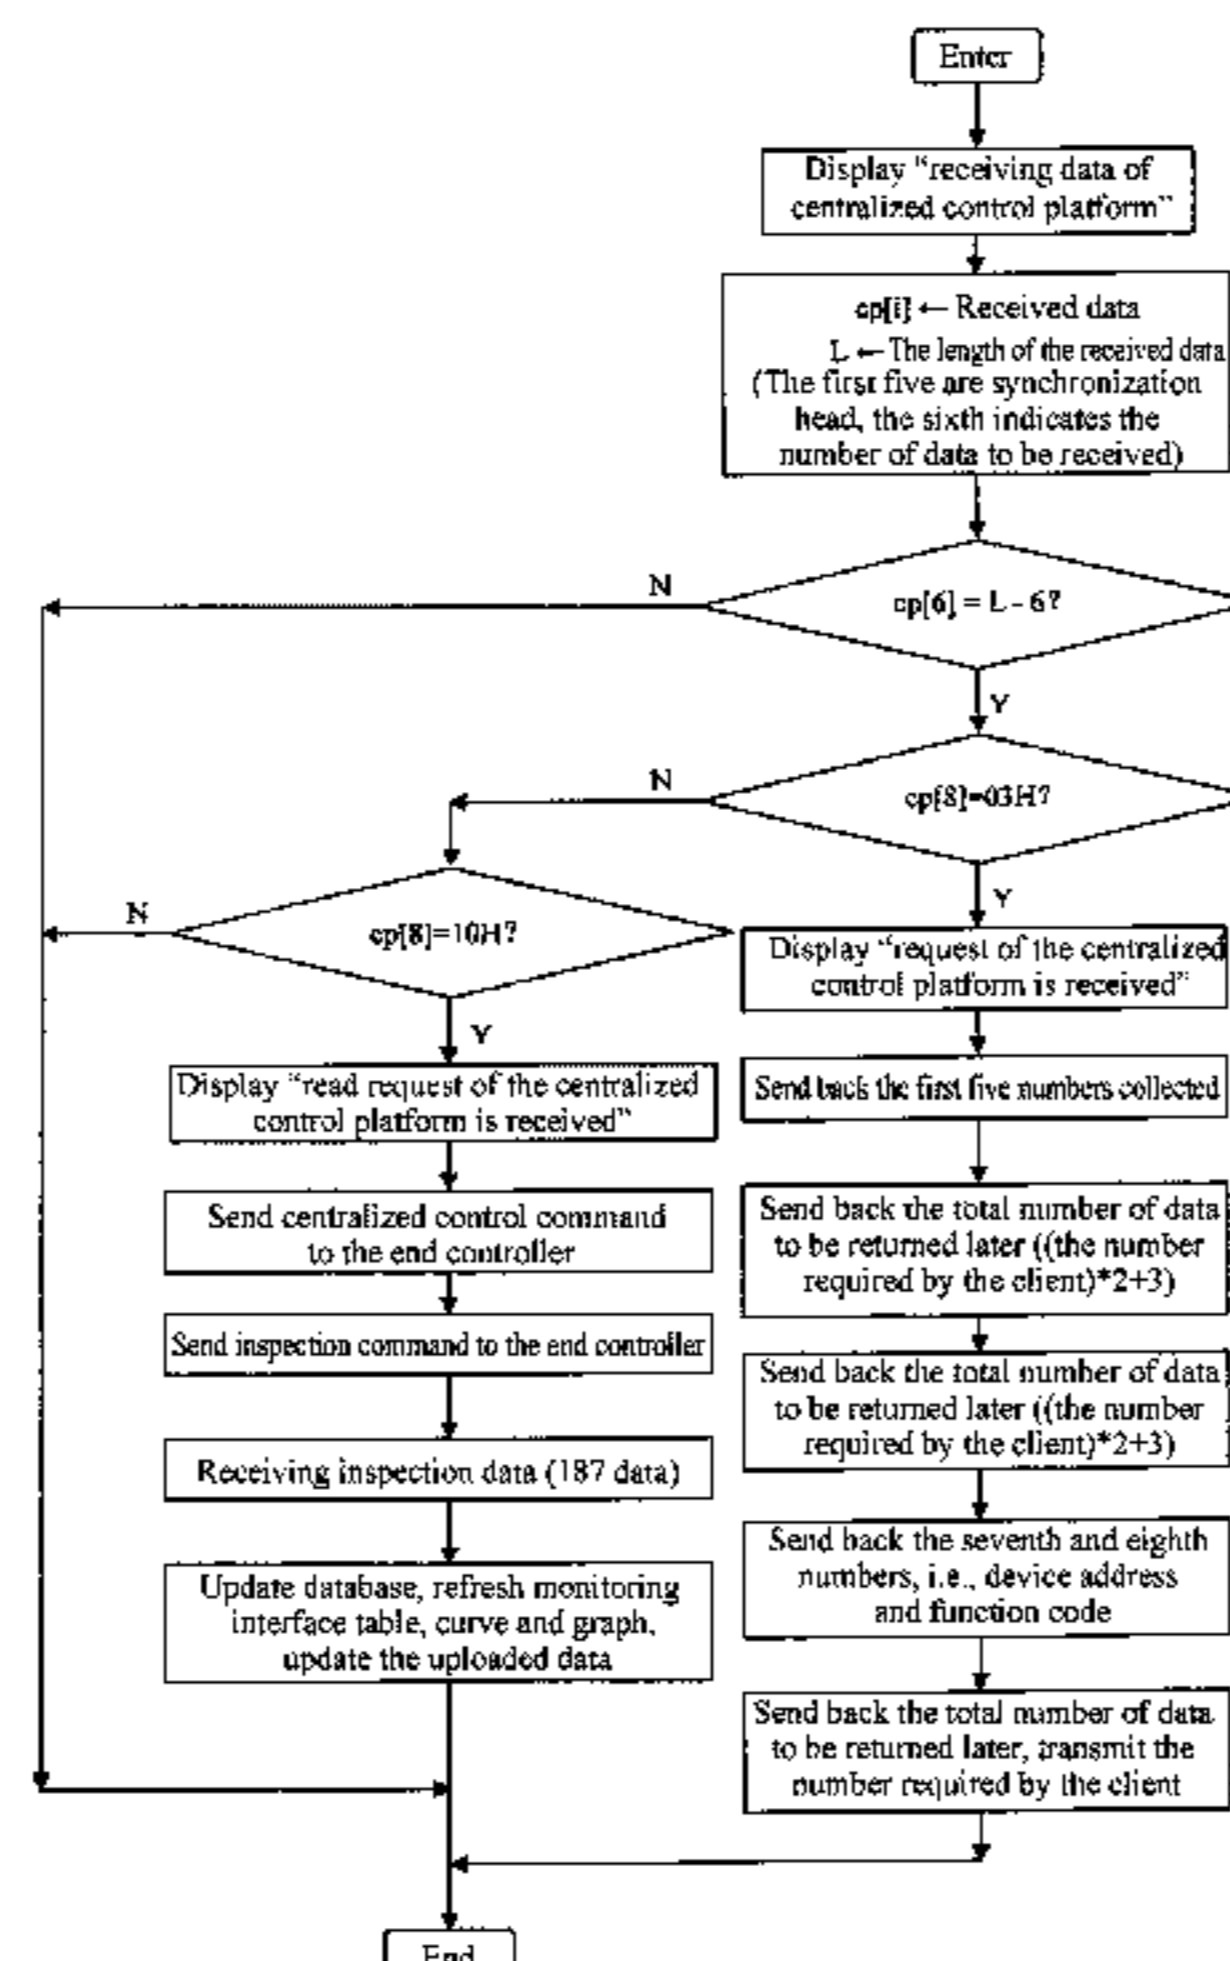 Enter
Display “receiving data of
centralized control platform”
cp[i] ← Received data
L ← The length of the received data
(The first five are synchronization
head, the sixth indicates the
number of data to be received)
N
cp[6] = L - 6?
Y
N
cp[8]=03H?
N
cp[8]=10H?
Y
Display “request of the centralized
control platform is received”
Y
Display “read request of the centralized
control platform is received”
Send back the first five numbers collected
Send centralized control command
to the end controller
Send back the total number of data
to be returned later ((the number
required by the client)*2+3)
Send inspection command to the end controller
Send back the total number of data
to be returned later ((the number
required by the client)*2+3)
Receiving inspection data (187 data)
Send back the seventh and eighth
numbers, i.e., device address
and function code
Update database, refresh monitoring
interface table, curve and graph,
update the uploaded data
Send back the total number of data
to be returned later, transmit the
number required by the client
End